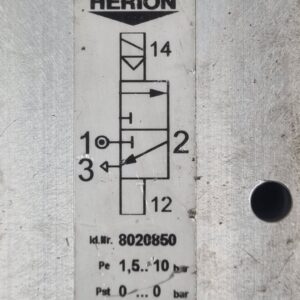 HERION
14
1
2
3
12
Id.Nr. 8020850
Pe 1,5..10 bar
Pst 0 ... 0 bar